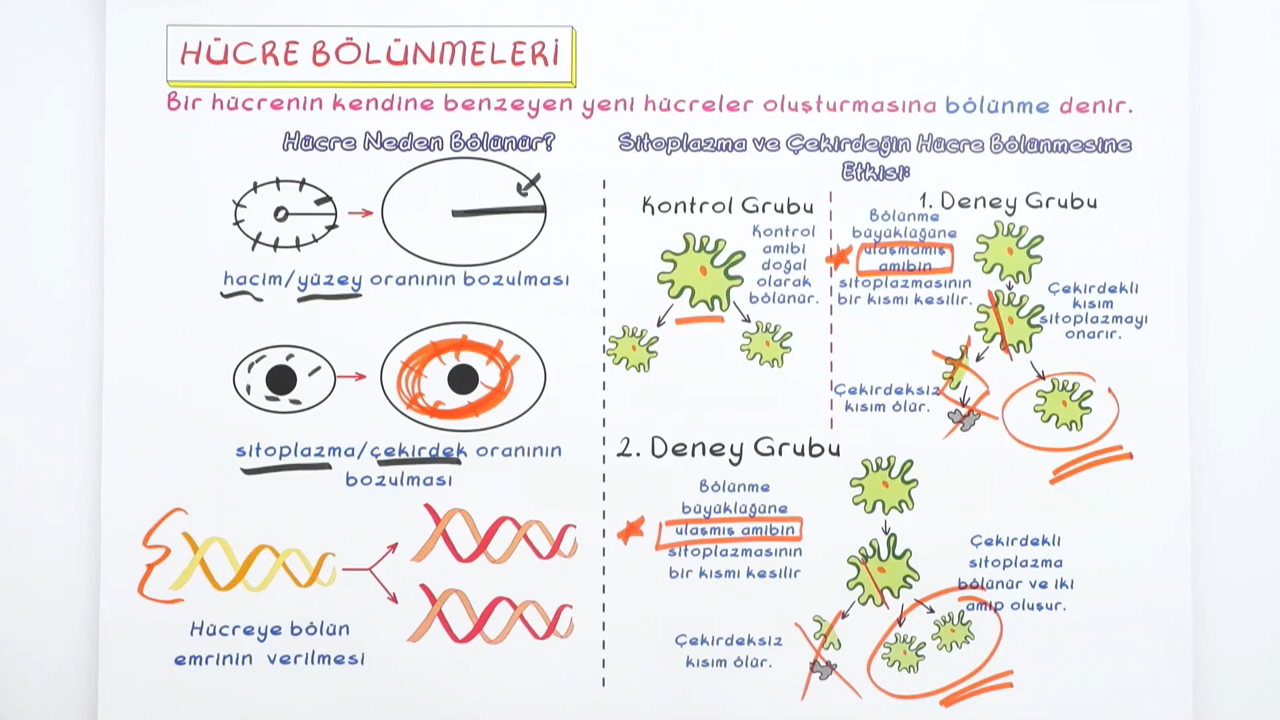 HÜCRE BÖLÜNMELERİ
Bir hücrenin kendine benzeyen yeni hücreler oluşturmasına bölünme denir.
Hücre Neden Bölünür?
hacim/yüzey oranının bozulması
sitoplazma/çekirdek oranının
bozulması
Hücreye bölün
emrinin verilmesi
Sitoplazma ve Çekirdeğin Hücre Bölünmesine
Etkisi:
Kontrol Grubu
Kontrol
amibi
doğal
olarak
bölünür.
1. Deney Grubu
Bölünme
büyüklüğüne
ulaşmamış
amibin
sitoplazmasının
bir kısmı kesilir.
Çekirdekli
kısım
sitoplazmayı
onarır.
Çekirdeksiz
kısım ölür.
2. Deney Grubu
Bölünme
büyüklüğüne
ulaşmış amibin
sitoplazmasının
bir kısmı kesilir
Çekirdekli
sitoplazma
bölünür ve iki
amip oluşur.
Çekirdeksiz
kısım ölür.